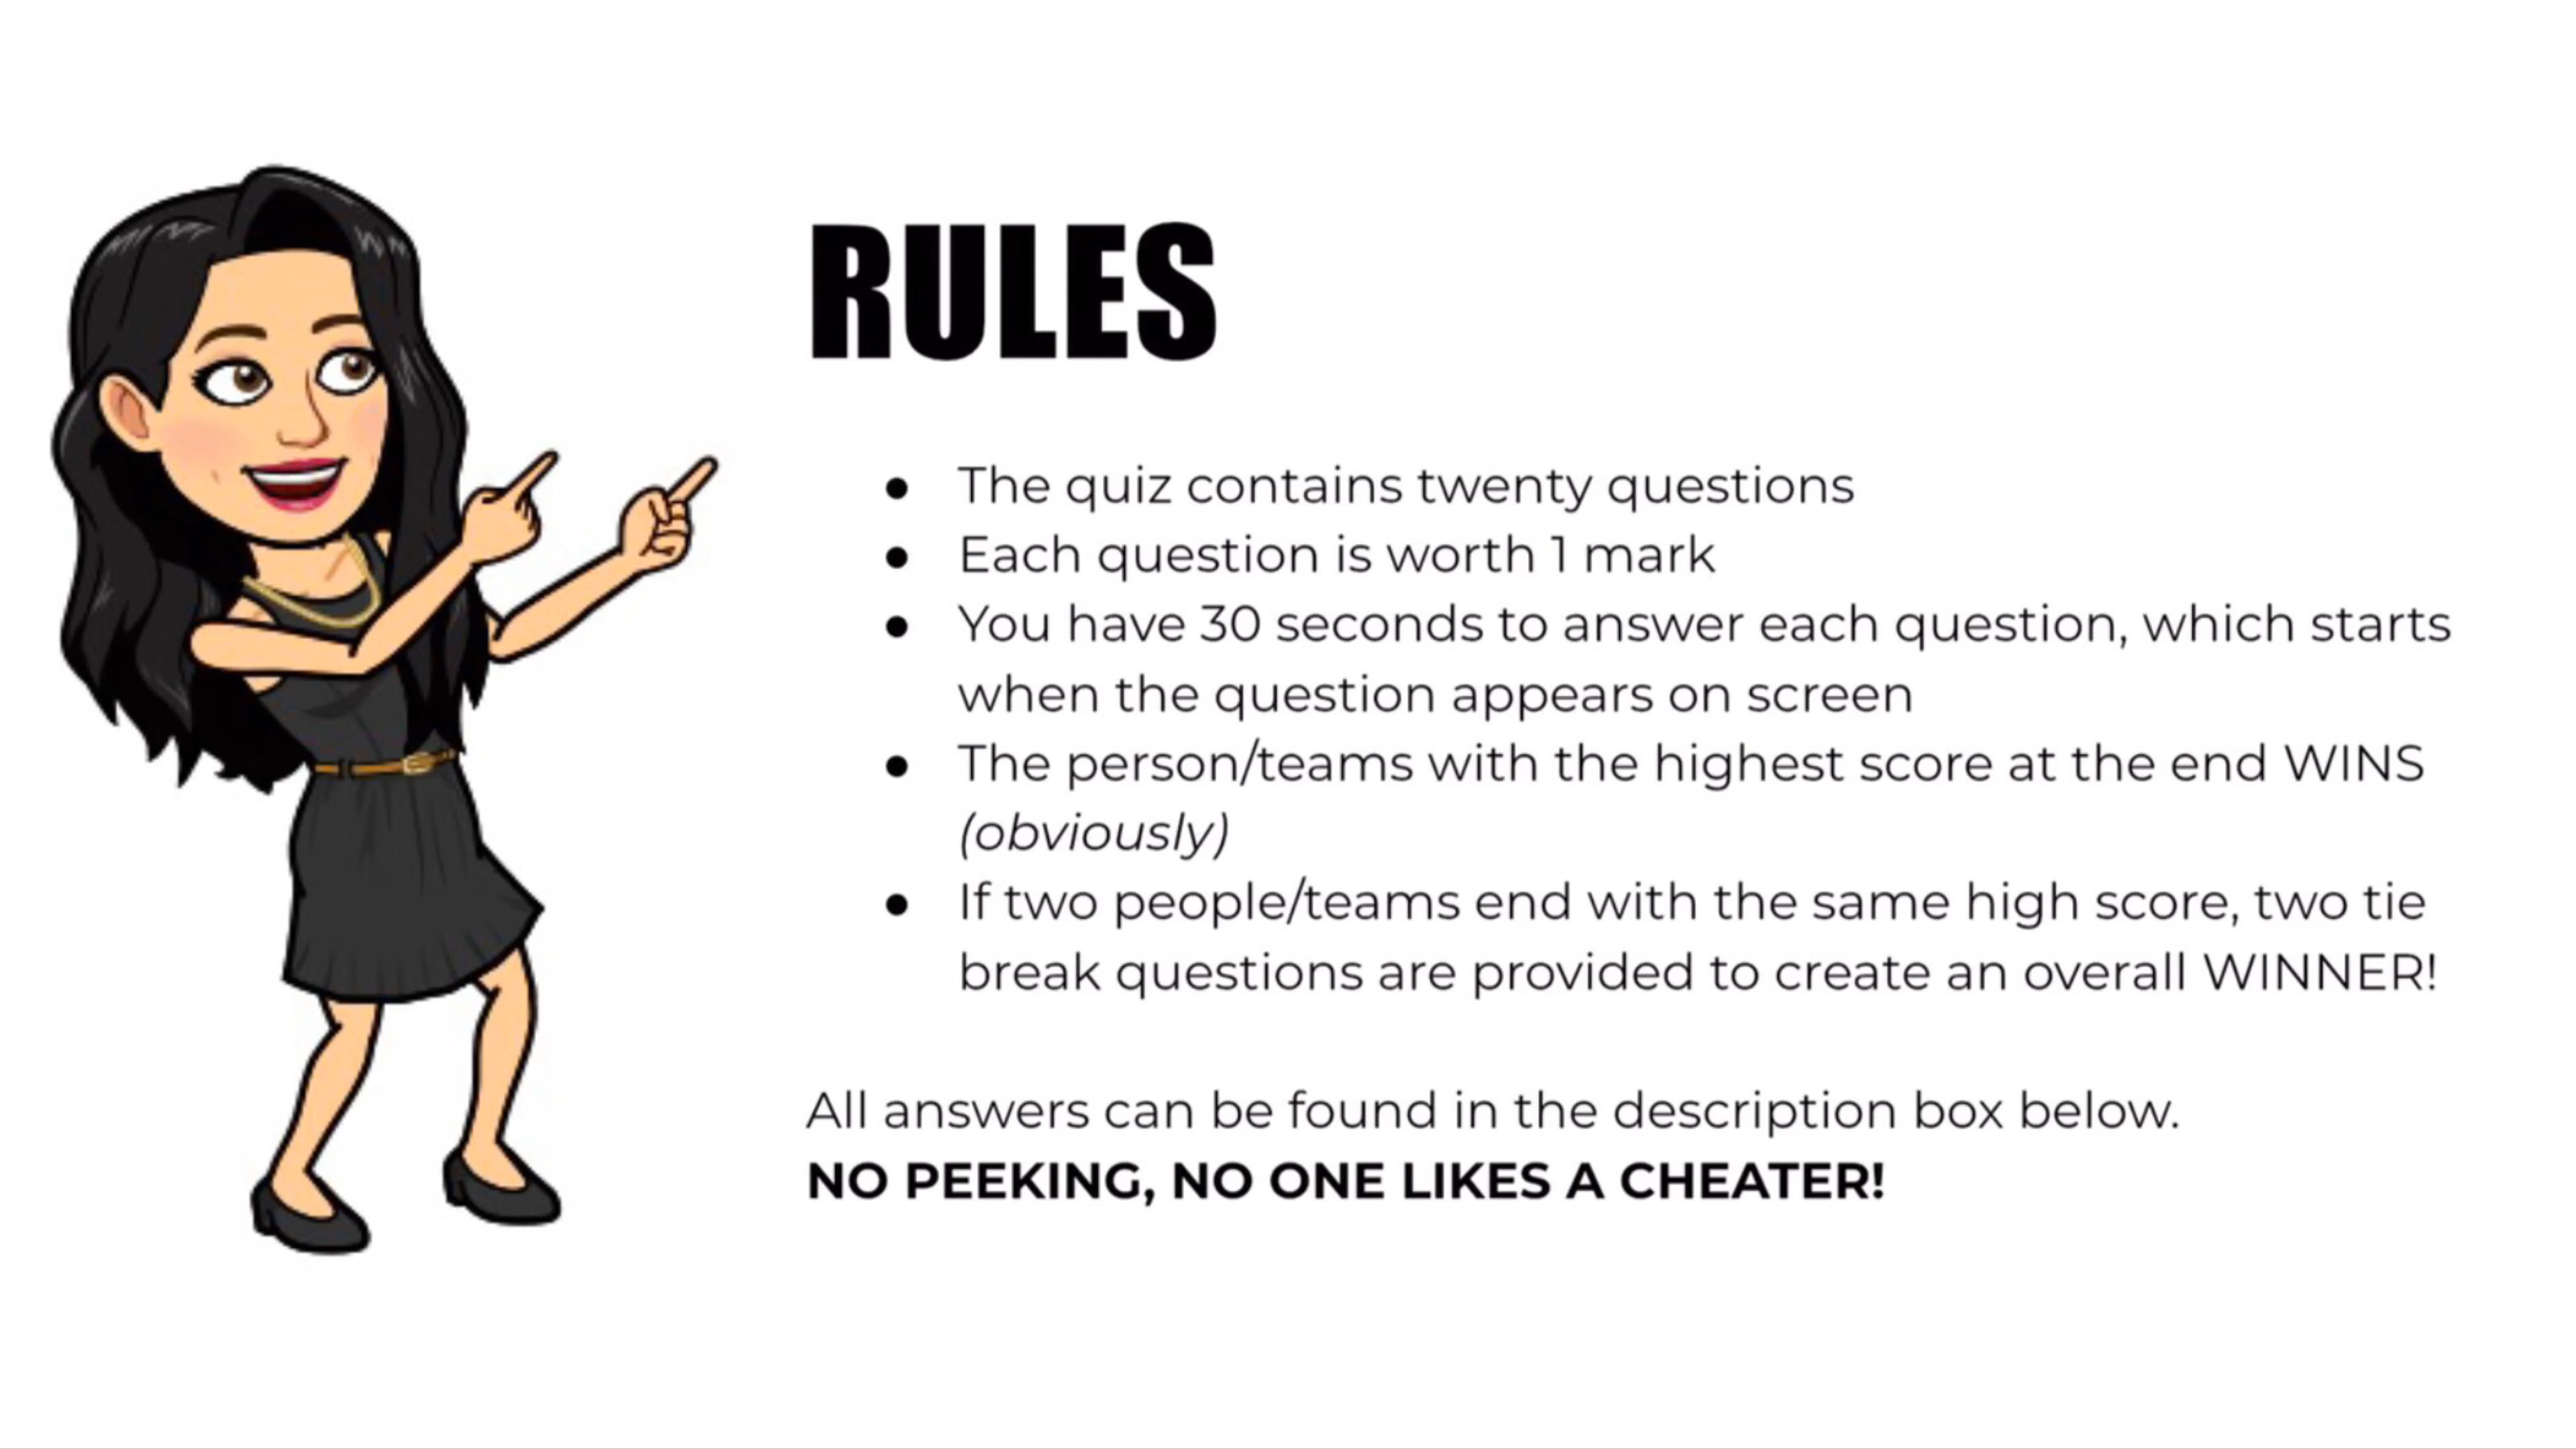 RULES
● The quiz contains twenty questions
● Each question is worth 1 mark
● You have 30 seconds to answer each question, which starts
when the question appears on screen
● The person/teams with the highest score at the end WINS
(obviously)
● If two people/teams end with the same high score, two tie
break questions are provided to create an overall WINNER!
All answers can be found in the description box below.
NO PEEKING, NO ONE LIKES A CHEATER!